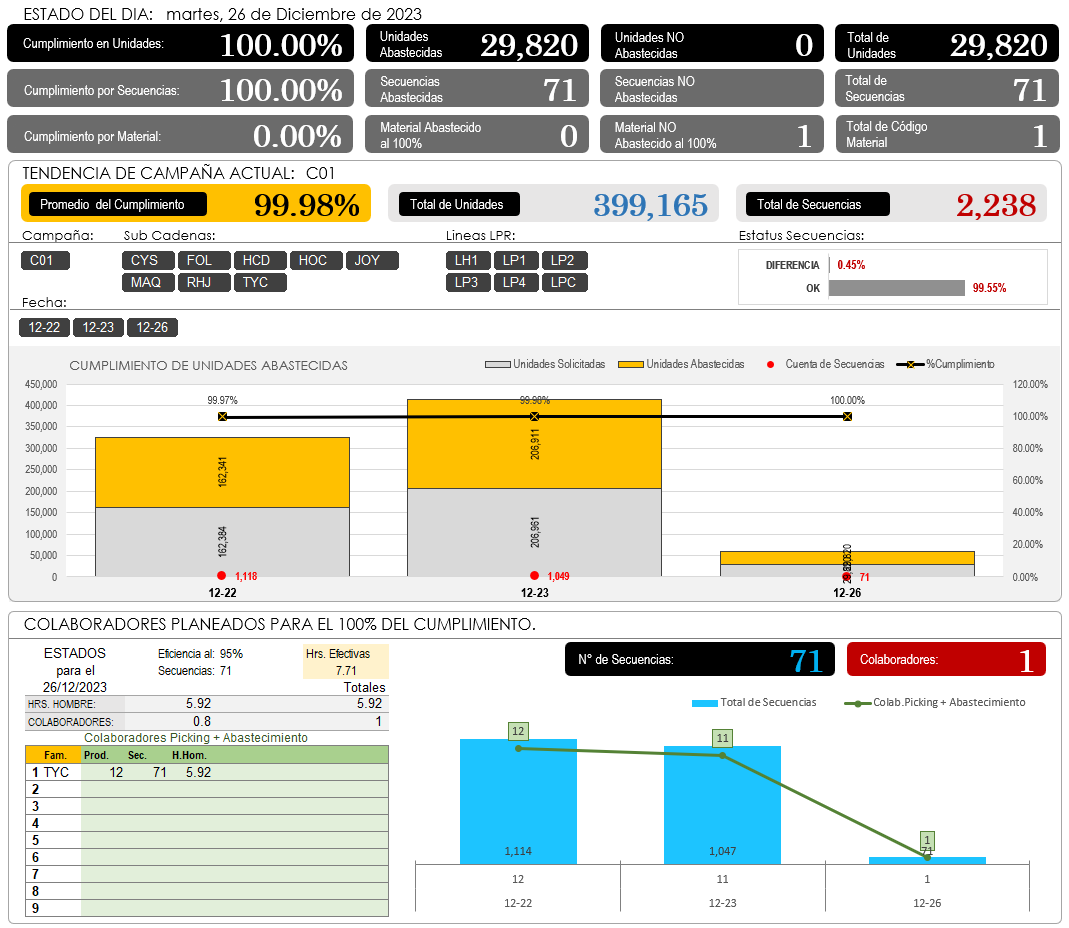 ESTADO DEL DIA: martes, 26 de Diciembre de 2023
Cumplimiento en Unidades: 100.00%
Unidades Abastecidas 29,820
Unidades NO Abastecidas 0
Total de Unidades 29,820
Cumplimiento por Secuencias: 100.00%
Secuencias Abastecidas 71
Secuencias NO Abastecidas
Total de Secuencias 71
Cumplimiento por Material: 0.00%
Material Abastecido al 100% 0
Material NO Abastecido al 100% 1
Total de Código Material 1
TENDENCIA DE CAMPAÑA ACTUAL: C01
Promedio del Cumplimiento 99.98%
Total de Unidades 399,165
Total de Secuencias 2,238
Campaña: Sub Cadenas: Lineas LPR: Estatus Secuencias:
C01 CYS FOL HCD HOC JOY LH1 LP1 LP2
MAQ RHJ TYC LP3 LP4 LPC
DIFERENCIA 0.45%
OK 99.55%
Fecha:
12-22 12-23 12-26
CUMPLIMIENTO DE UNIDADES ABASTECIDAS
Unidades Solicitadas Unidades Abastecidas Cuenta de Secuencias %Cumplimiento
450,000 120.00%
400,000 100.00%
350,000
300,000 80.00%
250,000
200,000 60.00%
150,000 40.00%
100,000
50,000 20.00%
0 0.00%
99.97% 99.98% 100.00%
162,341 206,911
162,384 206,961
1,118 1,049 71
12-22 12-23 12-26
COLABORADORES PLANEADOS PARA EL 100% DEL CUMPLIMIENTO.
ESTADOS para el 26/12/2023
Eficiencia al: 95%
Secuencias: 71
Hrs. Efectivas
7.71
Totales
HRS. HOMBRE: 5.92 5.92
COLABORADORES: 0.8 1
Colaboradores Picking + Abastecimiento
Fam. Prod. Sec. H.Hom.
1 TYC 12 71 5.92
2
3
4
5
6
7
8
9
N° de Secuencias: 71
Colaboradores: 1
Total de Secuencias Colab.Picking + Abastecimiento
12 11 1
1,114 1,047 71
12 11 1
12-22 12-23 12-26